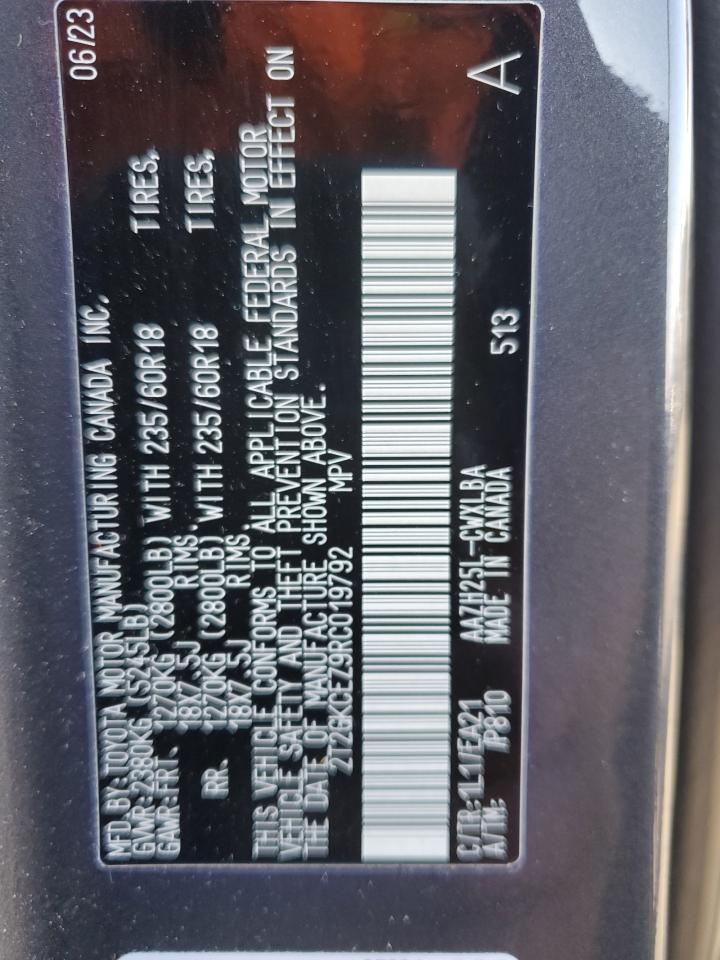 MFD BY:TOYOTA MOTOR MANUFACTURING CANADA INC. 06/23
GVWR:2380KG (5245LB)
GAWR:FRT. 1270KG (2800LB) WITH 235/60R18 TIRES,
18X7.5J RIMS.
RR. 1270KG (2800LB) WITH 235/60R18 TIRES,
18X7.5J RIMS.
THIS VEHICLE CONFORMS TO ALL APPLICABLE FEDERAL MOTOR
VEHICLE SAFETY AND THEFT PREVENTION STANDARDS IN EFFECT ON
THE DATE OF MANUFACTURE SHOWN ABOVE.
2T2GKCEZ9RC019792 MPV
C/TR:1L1/EA21 AAZH25L-CWXLBA A
A/TM: /P810 MADE IN CANADA 513